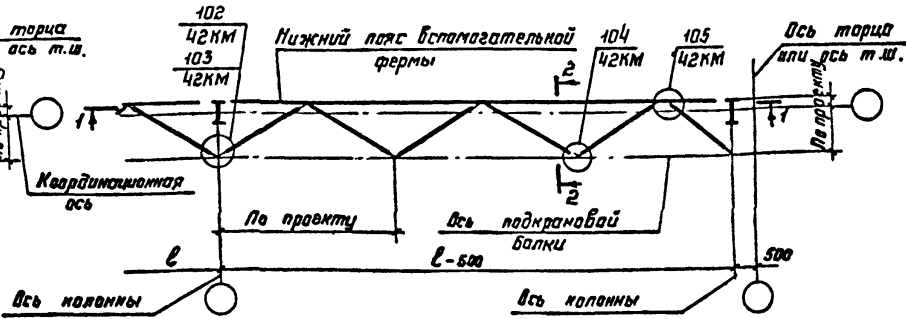 торца
ось т.ш.
102
42КМ
103
42КМ
Нижний пояс вспомогательной
фермы
104
42КМ
105
42КМ
Ось торца
или ось т.ш.
2
1
1
По проекту
Координационная
ось
2
По проекту
Ось подкрановой
балки
ℓ
ℓ-500
500
Ось колонны
Ось колонны